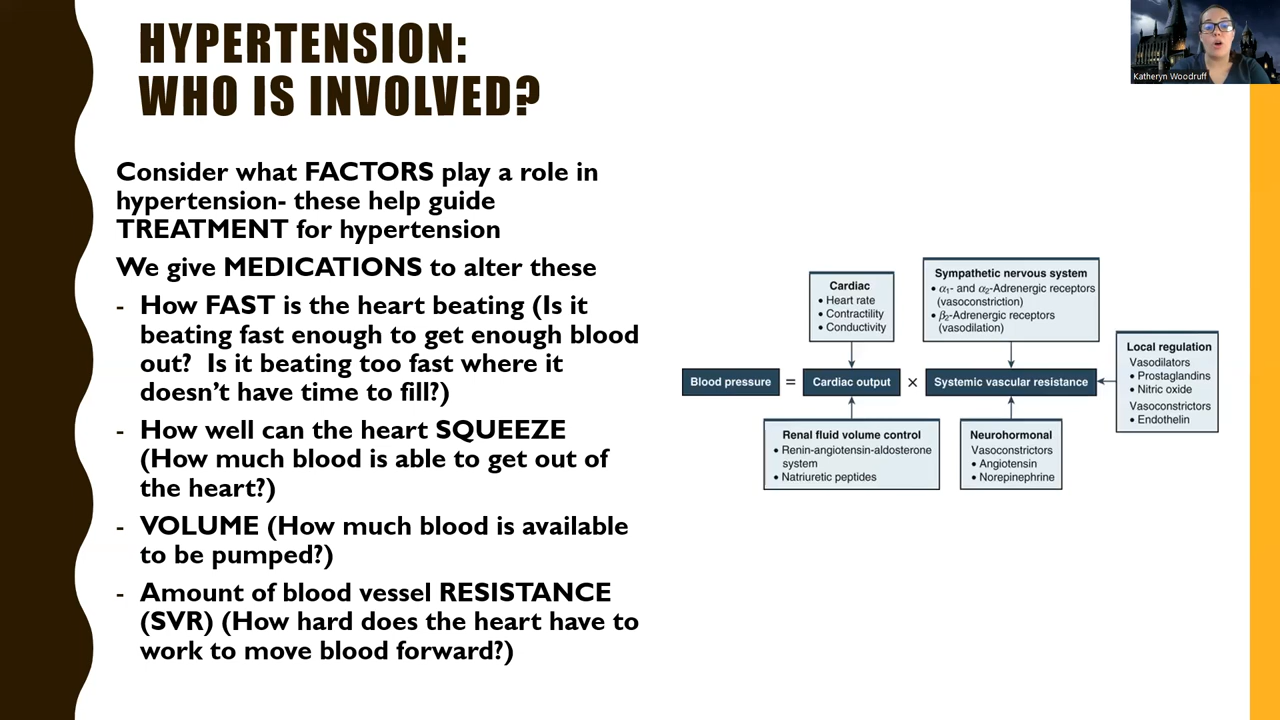 HYPERTENSION:
WHO IS INVOLVED?
Katheryn Woodruff
Consider what FACTORS play a role in
hypertension- these help guide
TREATMENT for hypertension
We give MEDICATIONS to alter these
- How FAST is the heart beating (Is it
beating fast enough to get enough blood
out? Is it beating too fast where it
doesn't have time to fill?)
- How well can the heart SQUEEZE
(How much blood is able to get out of
the heart?)
- VOLUME (How much blood is available
to be pumped?)
- Amount of blood vessel RESISTANCE
(SVR) (How hard does the heart have to
work to move blood forward?)
Cardiac
• Heart rate
• Contractility
• Conductivity
Sympathetic nervous system
• α1- and α2-Adrenergic receptors
(vasoconstriction)
• β2-Adrenergic receptors
(vasodilation)
Blood pressure = Cardiac output × Systemic vascular resistance
Local regulation
Vasodilators
• Prostaglandins
• Nitric oxide
Vasoconstrictors
• Endothelin
Renal fluid volume control
• Renin-angiotensin-aldosterone
system
• Natriuretic peptides
Neurohormonal
Vasoconstrictors
• Angiotensin
• Norepinephrine